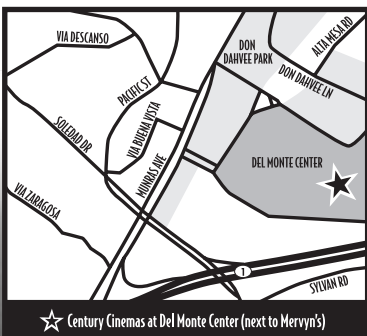 VIA DESCANSO
DON
DAHVEE PARK
ALTA MESA RD
DON DAHVEE LN
PACIFIC ST
SOLEDAD DR
VIA BUENA VISTA
MUNRAS AVE
DEL MONTE CENTER
VIA ZARAGOSA
1
SYLVAN RD
Century Cinemas at Del Monte Center (next to Mervyn's)